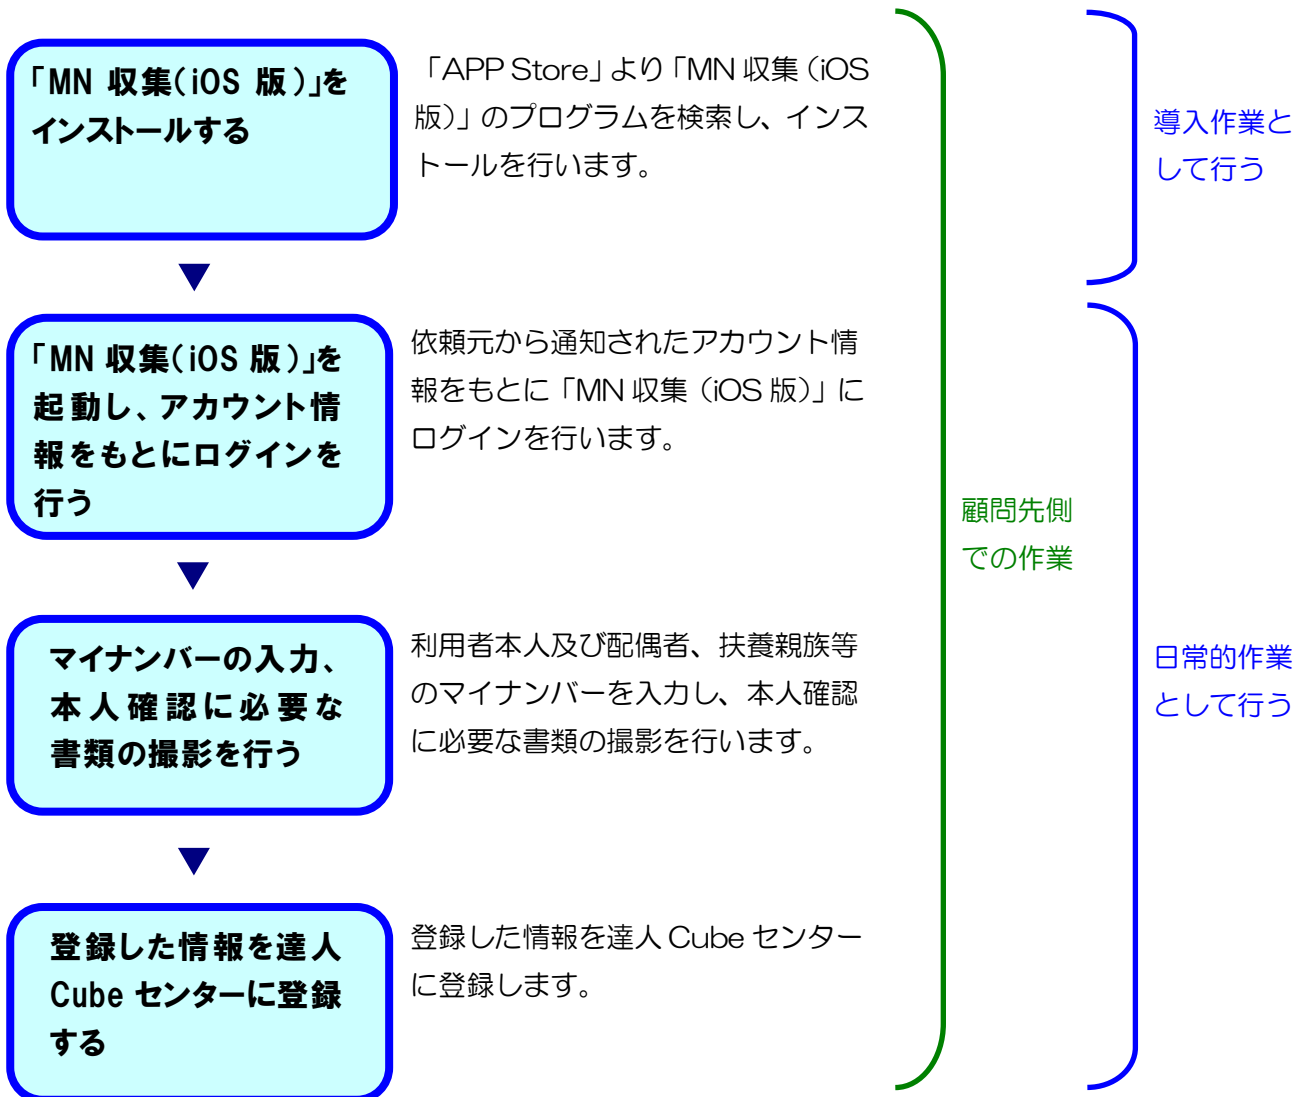 「MN 収集(iOS 版)」を
インストールする
「APP Store」より「MN 収集(iOS
版)」のプログラムを検索し、インス
トールを行います。
導入作業と
して行う
「MN 収集(iOS 版)」を
起動し、アカウント情
報をもとにログインを
行う
依頼元から通知されたアカウント情
報をもとに「MN 収集(iOS 版)」に
ログインを行います。
顧問先側
での作業
マイナンバーの入力、
本人確認に必要な
書類の撮影を行う
利用者本人及び配偶者、扶養親族等
のマイナンバーを入力し、本人確認
に必要な書類の撮影を行います。
日常的作業
として行う
登録した情報を達人
Cube センターに登録
する
登録した情報を達人 Cube センター
に登録します。